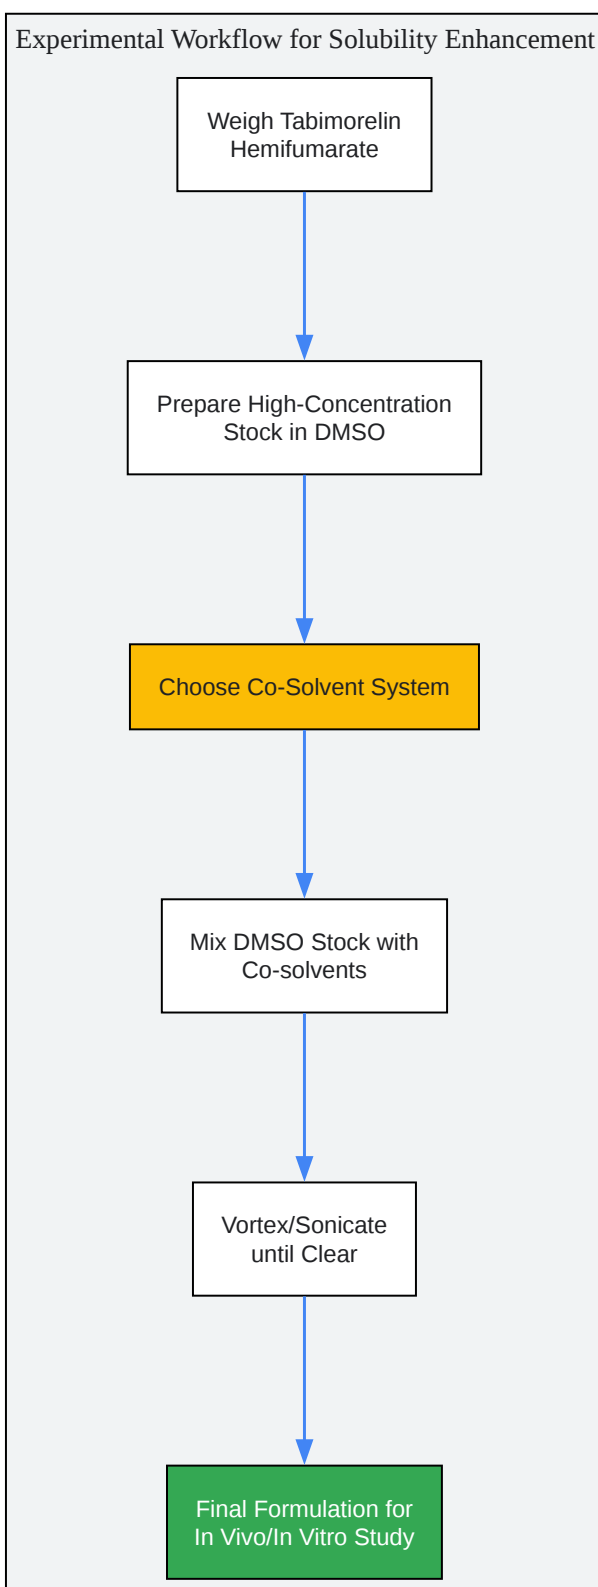 Experimental Workflow for Solubility Enhancement
Weigh Tabimorelin
Hemifumarate
Prepare High-Concentration
Stock in DMSO
Choose Co-Solvent System
Mix DMSO Stock with
Co-solvents
Vortex/Sonicate
until Clear
Final Formulation for
In Vivo/In Vitro Study